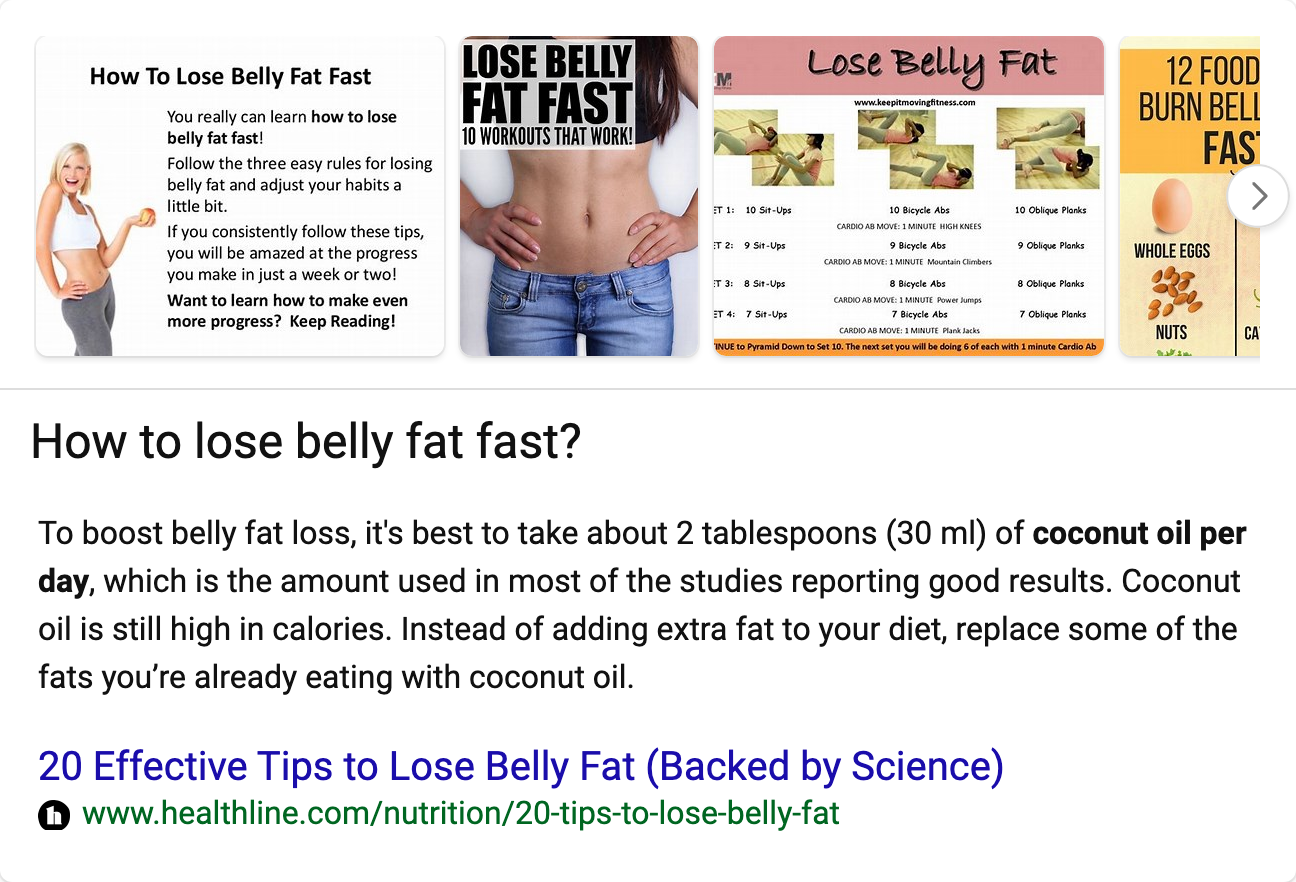 How To Lose Belly Fat Fast
You really can learn how to lose
belly fat fast!
Follow the three easy rules for losing
belly fat and adjust your habits a
little bit.
If you consistently follow these tips,
you will be amazed at the progress
you make in just a week or two!
Want to learn how to make even
more progress? Keep Reading!
LOSE BELLY
FAT FAST
10 WORKOUTS THAT WORK!
M
Lose Belly Fat
www.keepitmovingfitness.com
ET 1: 10 Sit-Ups 10 Bicycle Abs 10 Oblique Planks
CARDIO AB MOVE: 1 MINUTE HIGH KNEES
ET 2: 9 Sit-Ups 9 Bicycle Abs 9 Oblique Planks
CARDIO AB MOVE: 1 MINUTE Mountain Climbers
ET 3: 8 Sit-Ups 8 Bicycle Abs 8 Oblique Planks
CARDIO AB MOVE: 1 MINUTE Power Jumps
ET 4: 7 Sit-Ups 7 Bicycle Abs 7 Oblique Planks
CARDIO AB MOVE: 1 MINUTE Plank Jacks
INUE to Pyramid Down to Set 10. The next set you will be doing 6 of each with 1 minute Cardio Ab
12 FOOD
BURN BELL
FAS
WHOLE EGGS
NUTS
CA
How to lose belly fat fast?
To boost belly fat loss, it's best to take about 2 tablespoons (30 ml) of coconut oil per
day, which is the amount used in most of the studies reporting good results. Coconut
oil is still high in calories. Instead of adding extra fat to your diet, replace some of the
fats you’re already eating with coconut oil.
20 Effective Tips to Lose Belly Fat (Backed by Science)
h www.healthline.com/nutrition/20-tips-to-lose-belly-fat